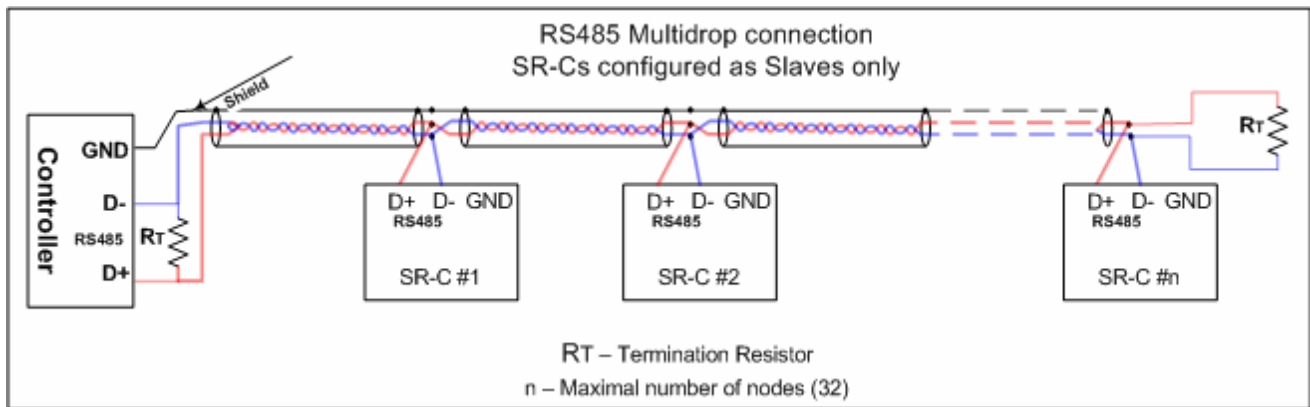 RS485 Multidrop connection
SR-Cs configured as Slaves only
Shield
Controller
GND
D-
RS485
RT
D+
D+ D- GND
RS485
SR-C #1
D+ D- GND
RS485
SR-C #2
D+ D- GND
RS485
SR-C #n
RT
RT – Termination Resistor
n – Maximal number of nodes (32)